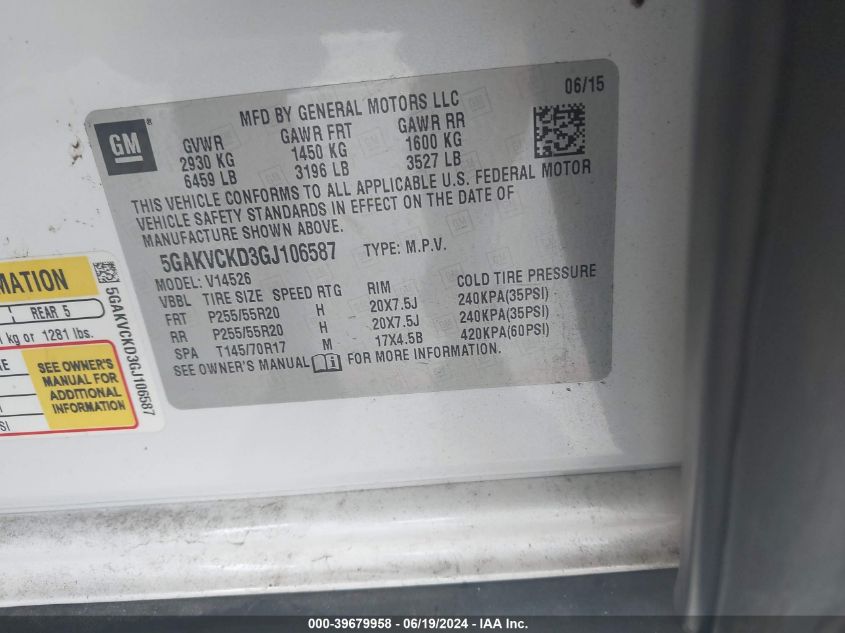 06/15
MFD BY GENERAL MOTORS LLC
GM
GVWR GAWR FRT GAWR RR
2930 KG 1450 KG 1600 KG
6459 LB 3196 LB 3527 LB
THIS VEHICLE CONFORMS TO ALL APPLICABLE U.S. FEDERAL MOTOR
VEHICLE SAFETY STANDARDS IN EFFECT ON THE DATE OF
MANUFACTURE SHOWN ABOVE.
5GAKVCKD3GJ106587 TYPE: M.P.V.
MODEL: V14526
VBBL TIRE SIZE SPEED RTG RIM COLD TIRE PRESSURE
FRT P255/55R20 H 20X7.5J 240KPA(35PSI)
RR P255/55R20 H 20X7.5J 240KPA(35PSI)
SPA T145/70R17 M 17X4.5B 420KPA(60PSI)
SEE OWNER'S MANUAL FOR MORE INFORMATION.
REAR 5
kg or 1281 lbs.
SEE OWNER'S
MANUAL FOR
ADDITIONAL
INFORMATION
5GAKVCKD3GJ106587
000-39679958 - 06/19/2024 - IAA Inc.